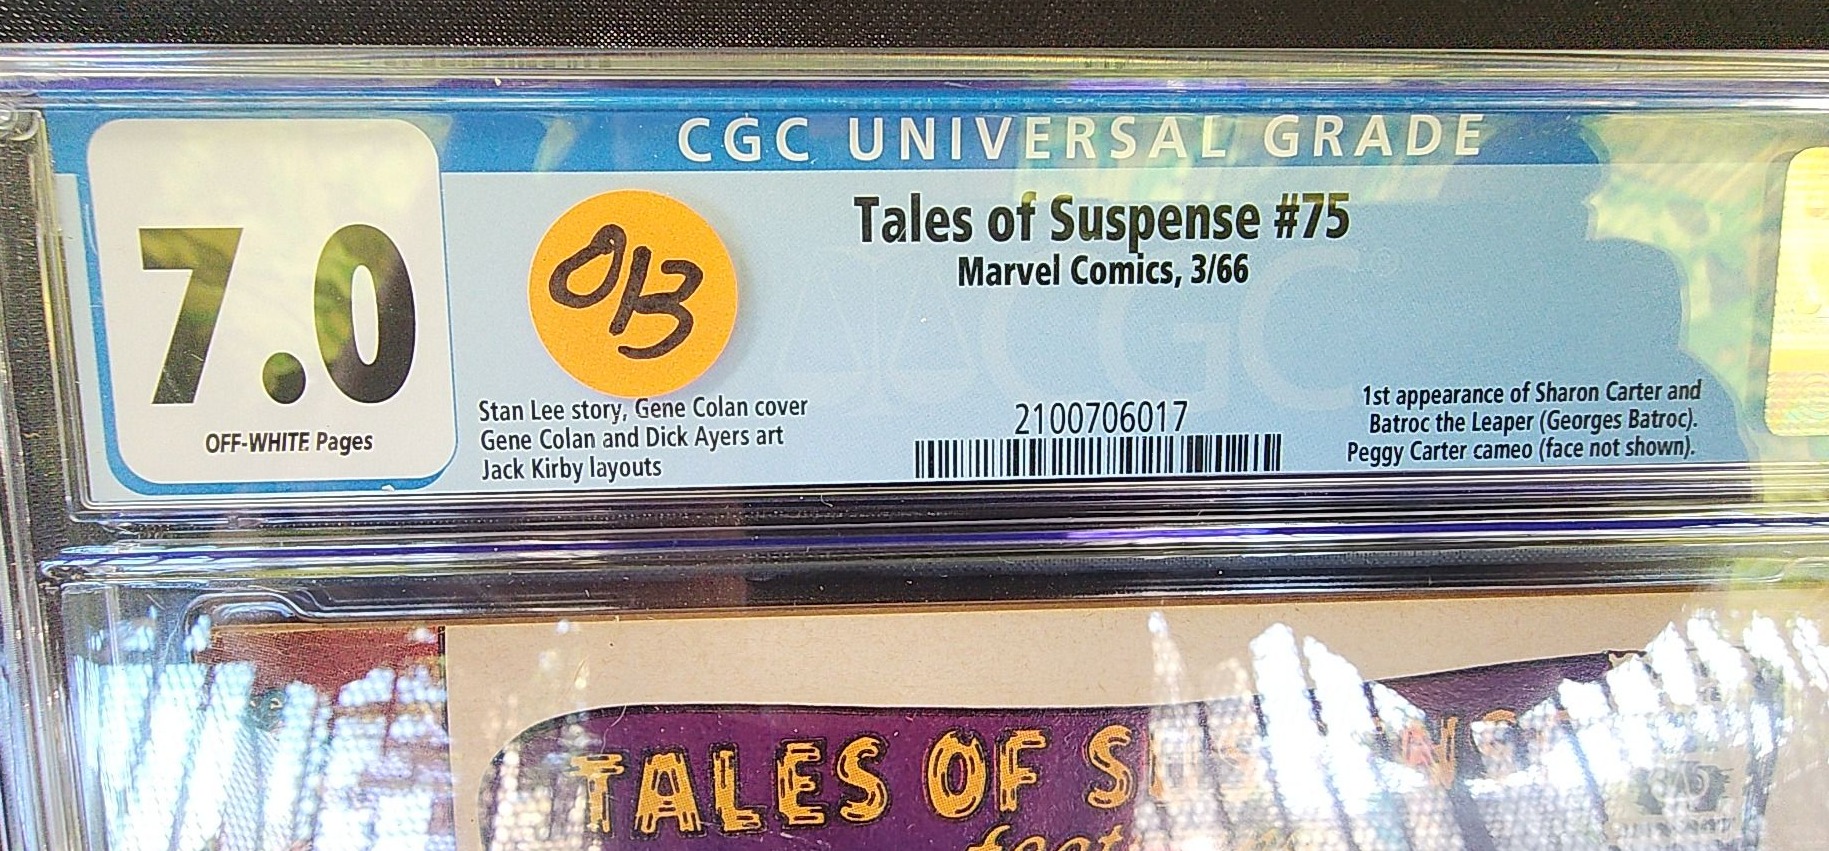 CGC UNIVERSAL GRADE
7.0
OFF-WHITE Pages
OB
Tales of Suspense #75
Marvel Comics, 3/66
Stan Lee story, Gene Colan cover
Gene Colan and Dick Ayers art
Jack Kirby layouts
2100706017
1st appearance of Sharon Carter and
Batroc the Leaper (Georges Batroc).
Peggy Carter cameo (face not shown).
TALES OF SUSPENSE